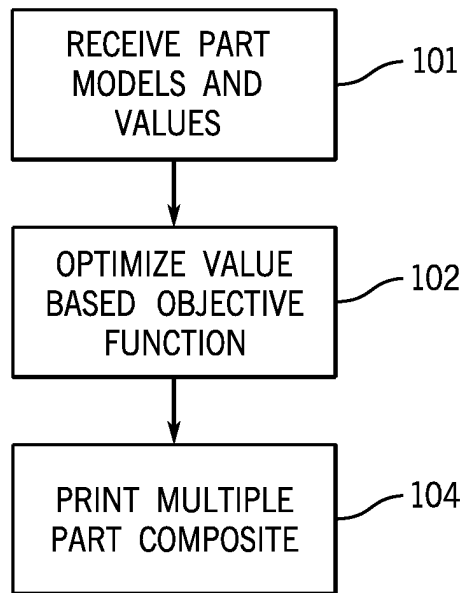 RECEIVE PART
MODELS AND
VALUES
101
OPTIMIZE VALUE
BASED OBJECTIVE
FUNCTION
102
PRINT MULTIPLE
PART COMPOSITE
104